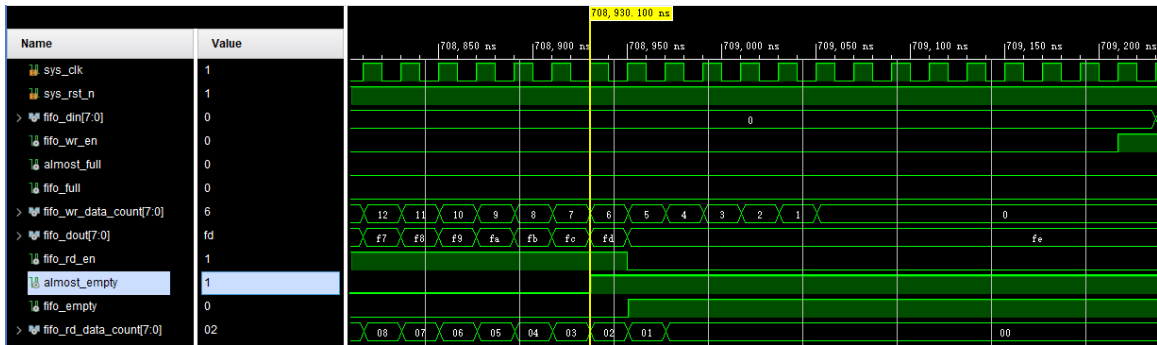 708,930.100 ns
Name Value
708,850 ns 708,900 ns 708,950 ns 709,000 ns 709,050 ns 709,100 ns 709,150 ns 709,200 ns
sys_clk 1
sys_rst_n 1
fifo_din[7:0] 0 0
fifo_wr_en 0
almost_full 0
fifo_full 0
fifo_wr_data_count[7:0] 6 12 11 10 9 8 7 6 5 4 3 2 1 0
fifo_dout[7:0] fd f7 f8 f9 fa fb fc fd fe
fifo_rd_en 1
almost_empty 1
fifo_empty 0
fifo_rd_data_count[7:0] 02 08 07 06 05 04 03 02 01 00